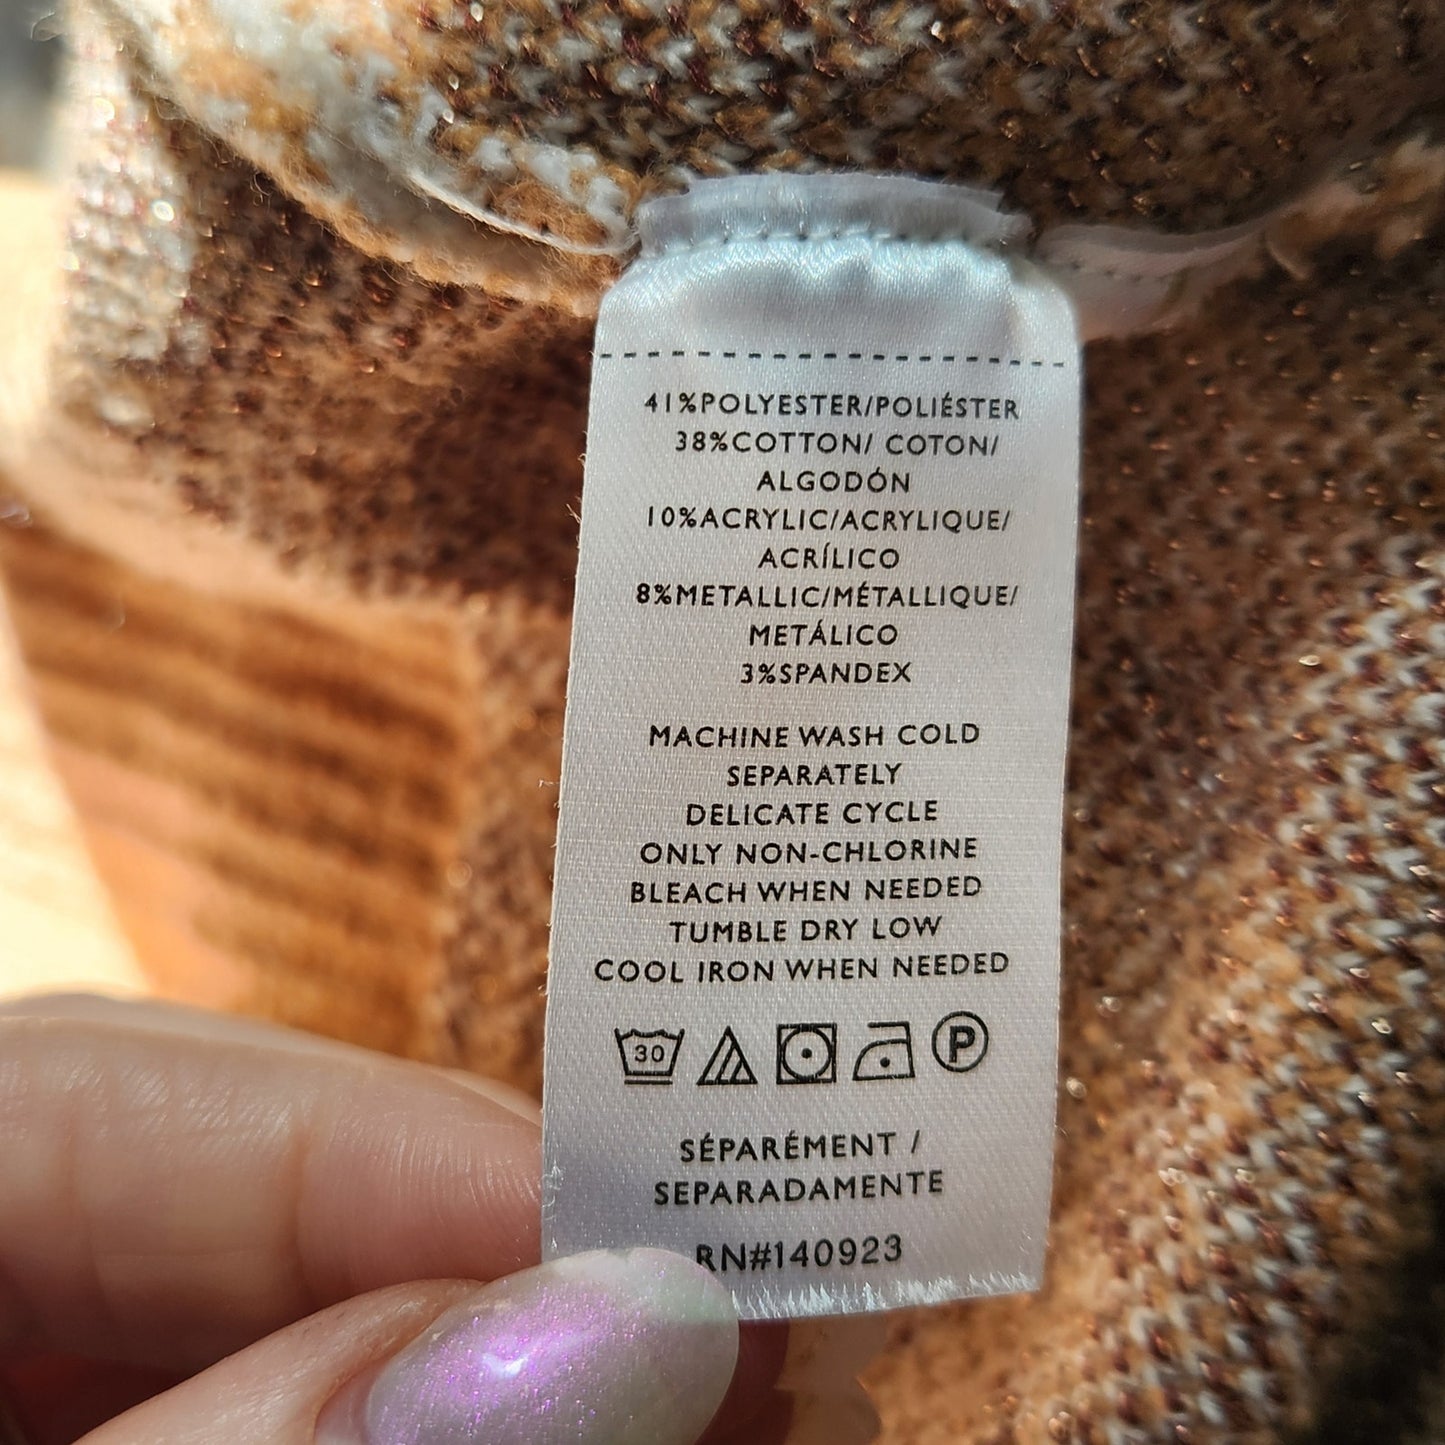 41%POLYESTER/POLIÉSTER
38%COTTON/ COTON/
ALGODÓN
10%ACRYLIC/ACRYLIQUE/
ACRÍLICO
8%METALLIC/MÉTALLIQUE/
METÁLICO
3%SPANDEX
MACHINE WASH COLD
SEPARATELY
DELICATE CYCLE
ONLY NON-CHLORINE
BLEACH WHEN NEEDED
TUMBLE DRY LOW
COOL IRON WHEN NEEDED
30 P
SÉPARÉMENT /
SEPARADAMENTE
RN#140923